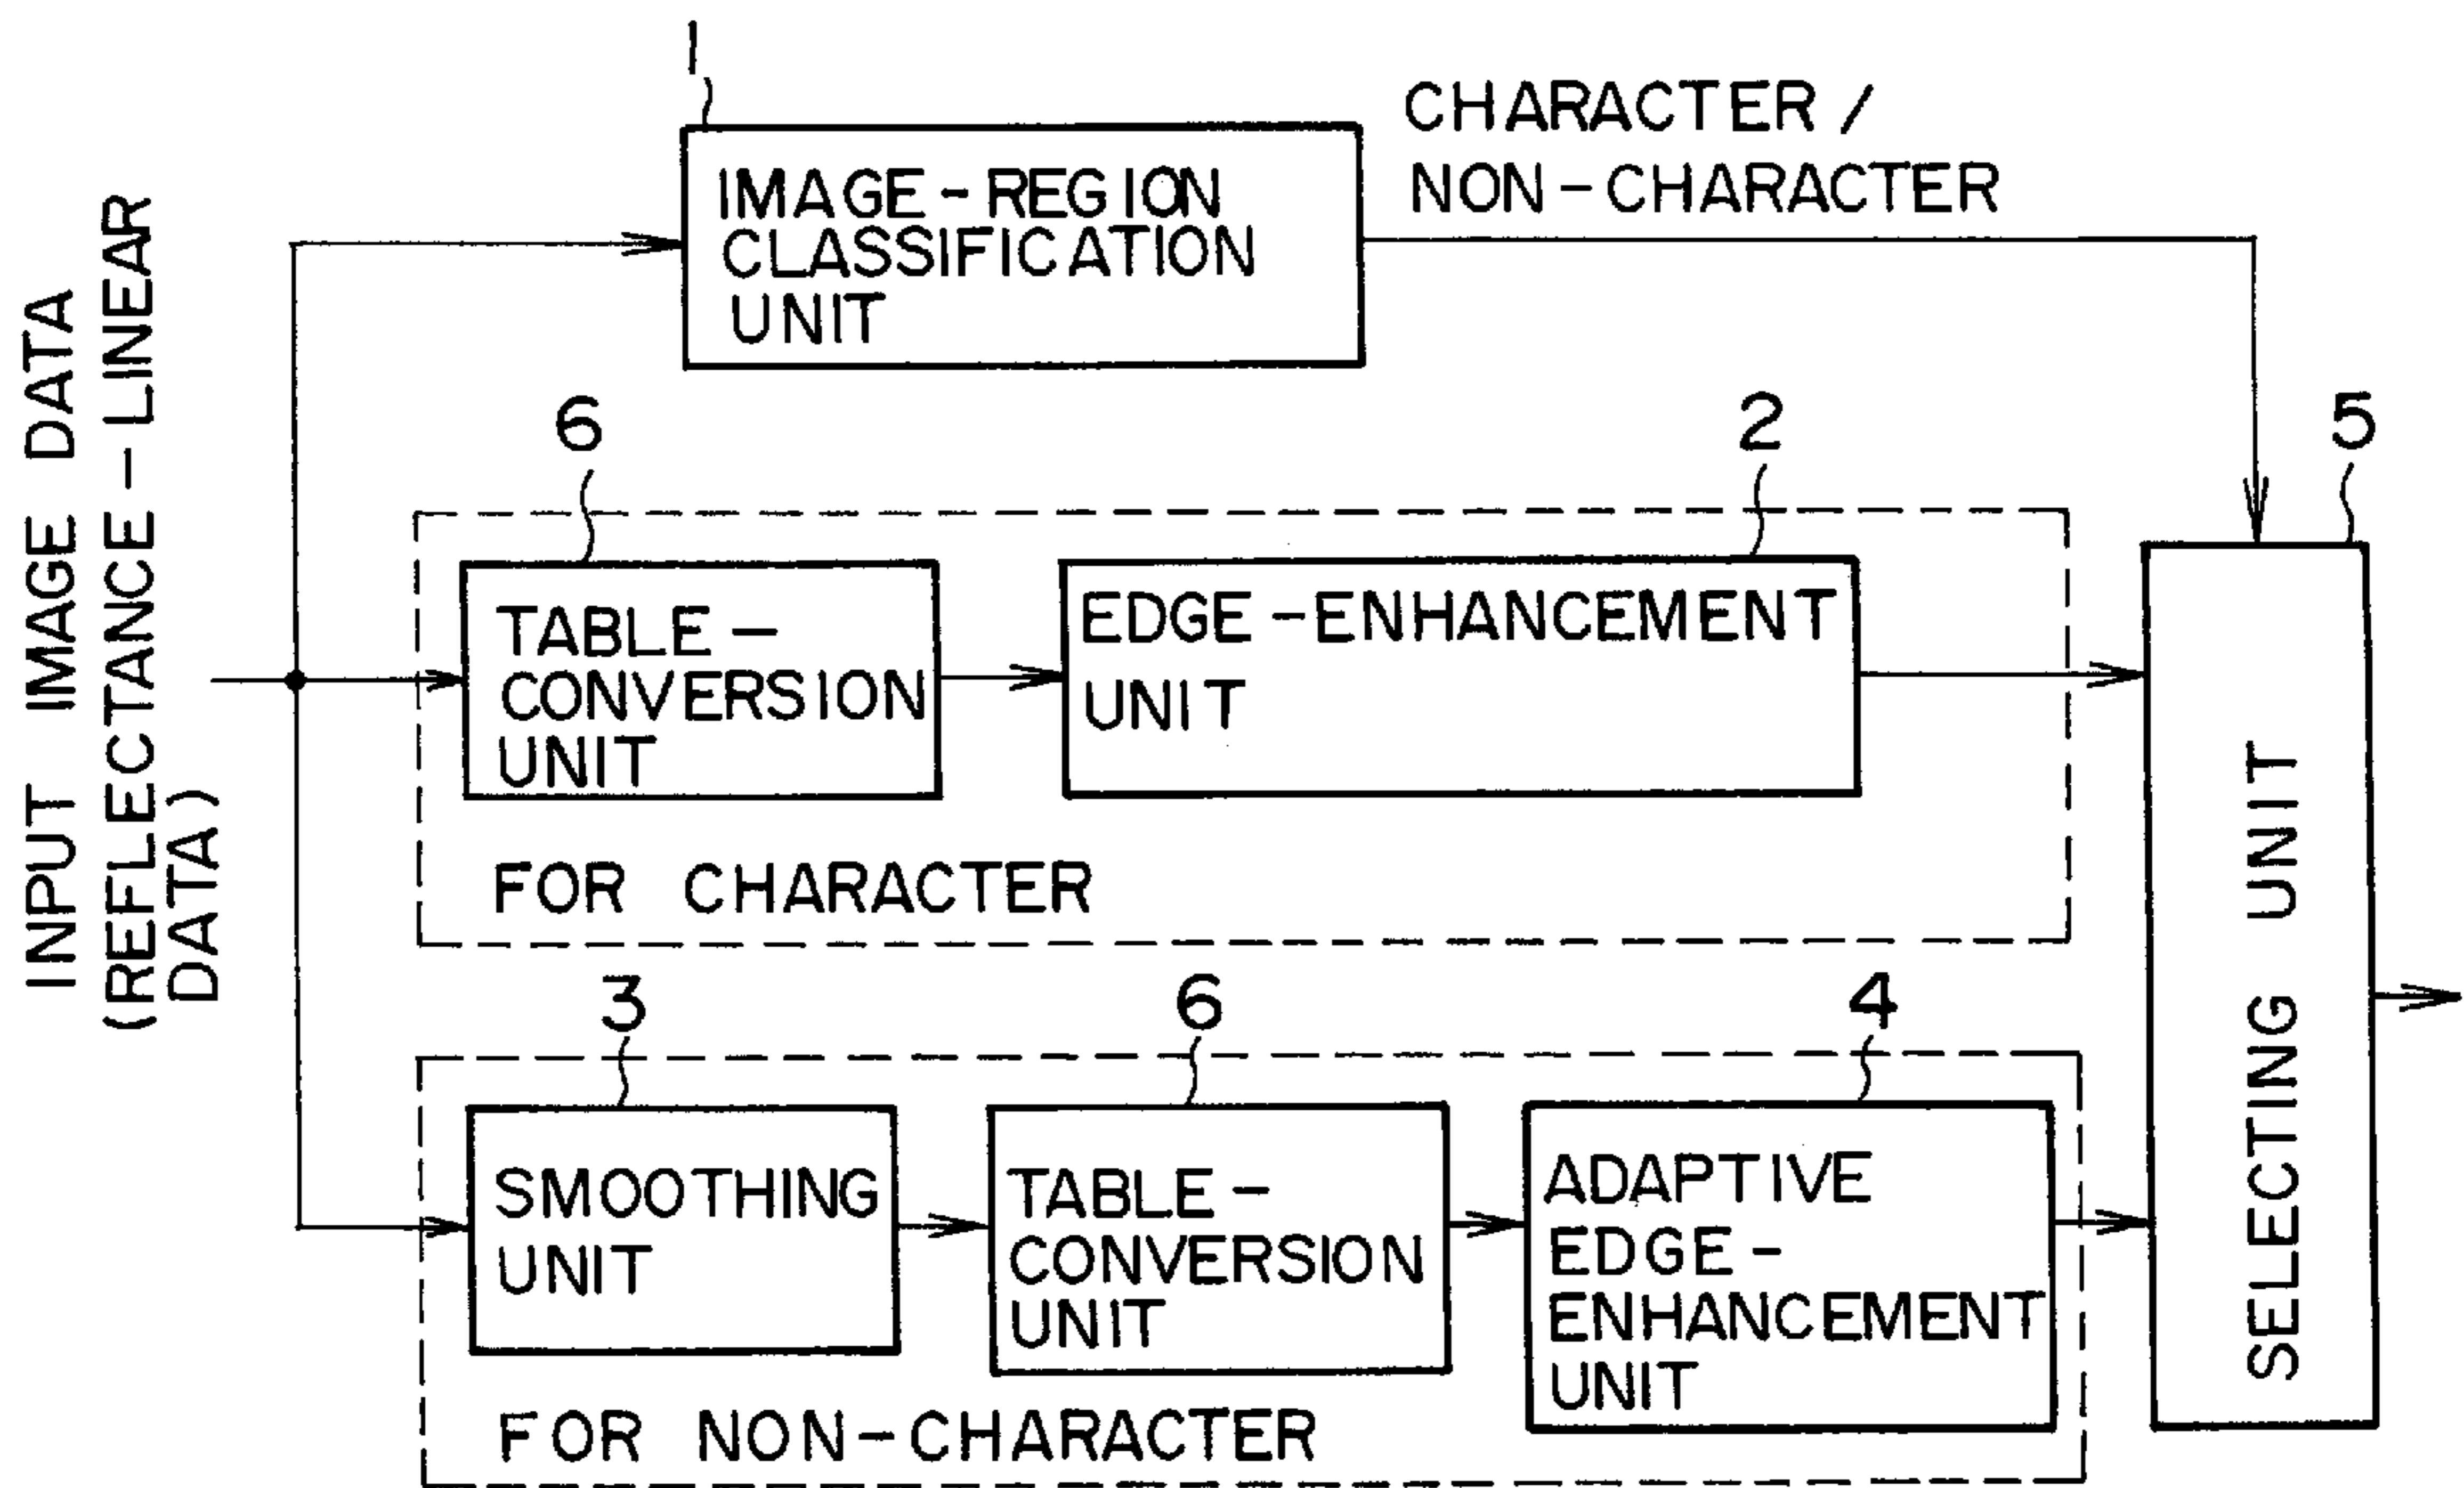 INPUT IMAGE DATA
(REFLECTANCE-LINEAR
DATA)
1
IMAGE-REGION
CLASSIFICATION
UNIT
CHARACTER /
NON-CHARACTER
6
TABLE-
CONVERSION
UNIT
2
EDGE-ENHANCEMENT
UNIT
FOR CHARACTER
3
SMOOTHING
UNIT
6
TABLE-
CONVERSION
UNIT
4
ADAPTIVE
EDGE-
ENHANCEMENT
UNIT
FOR NON-CHARACTER
5
SELECTING UNIT